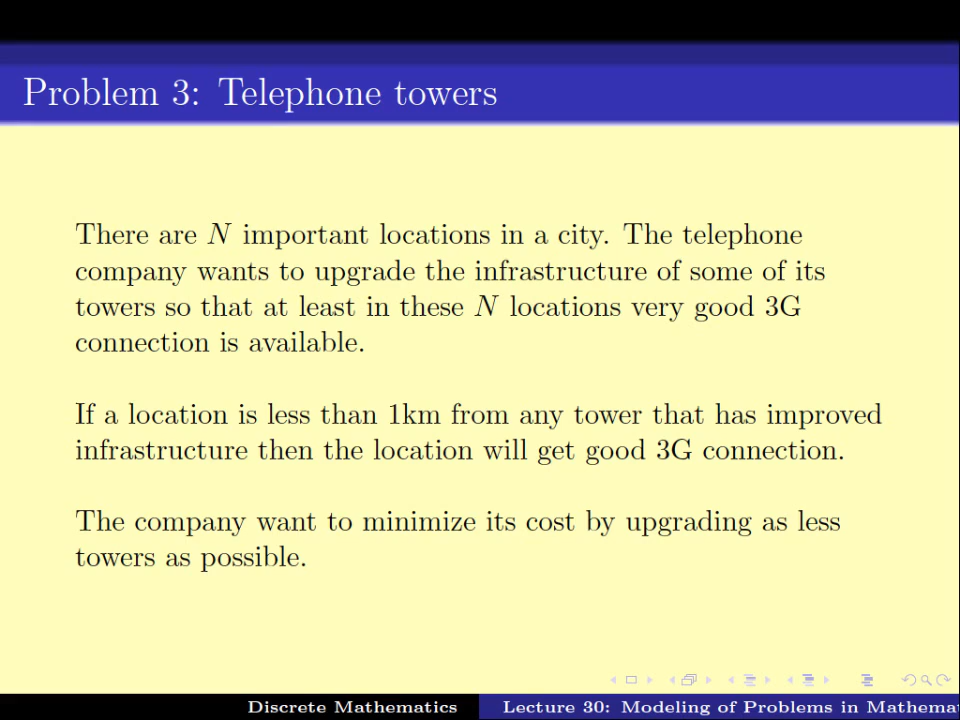 Problem 3: Telephone towers
There are N important locations in a city. The telephone
company wants to upgrade the infrastructure of some of its
towers so that at least in these N locations very good 3G
connection is available.
If a location is less than 1km from any tower that has improved
infrastructure then the location will get good 3G connection.
The company want to minimize its cost by upgrading as less
towers as possible.
Discrete Mathematics
Lecture 30: Modeling of Problems in Mathemat